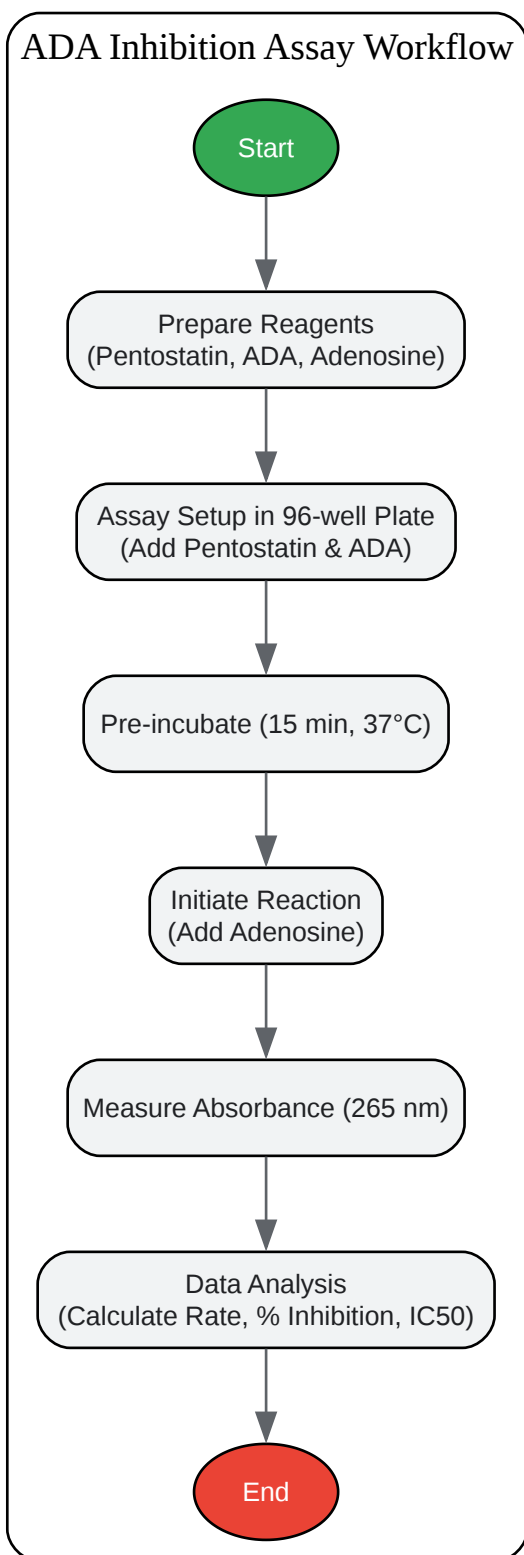 ADA Inhibition Assay Workflow
Start
Prepare Reagents
(Pentostatin, ADA, Adenosine)
Assay Setup in 96-well Plate
(Add Pentostatin & ADA)
Pre-incubate (15 min, 37°C)
Initiate Reaction
(Add Adenosine)
Measure Absorbance (265 nm)
Data Analysis
(Calculate Rate, % Inhibition, IC50)
End